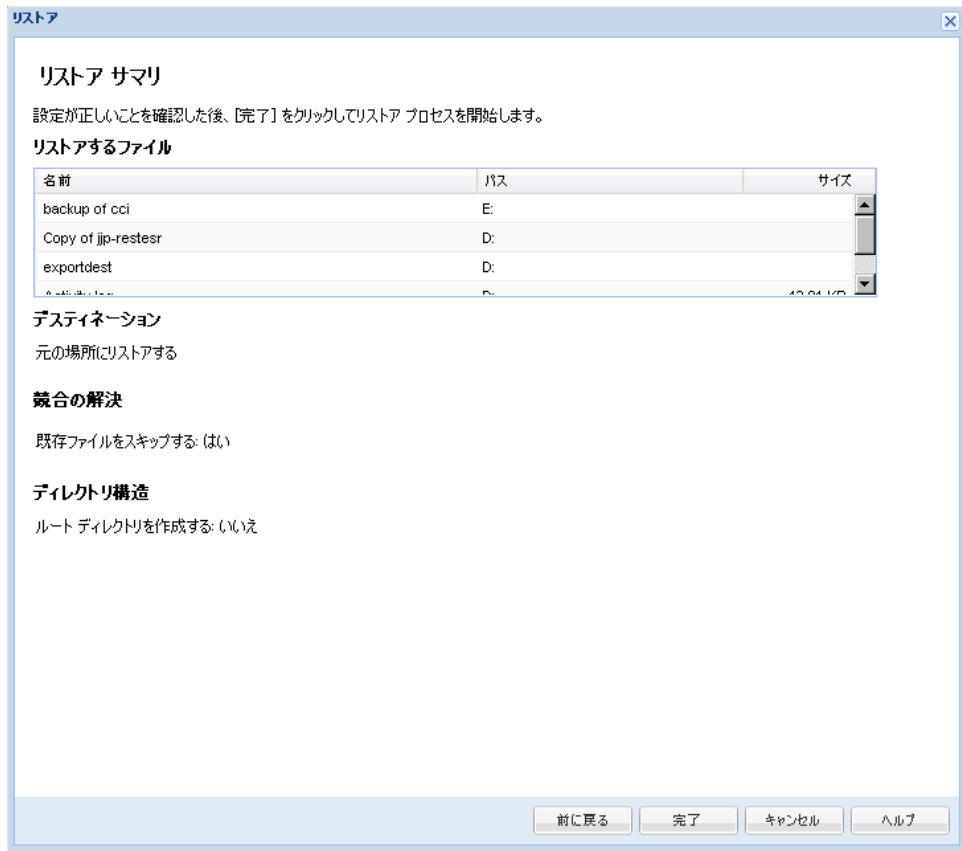 リストア
リストア サマリ
設定が正しいことを確認した後、[完了] をクリックしてリストア プロセスを開始します。
リストアするファイル
名前 パス サイズ
backup of cci E:
Copy of jjp-restesr D:
exportdest D:
デスティネーション
元の場所にリストアする
競合の解決
既存ファイルをスキップする: はい
ディレクトリ構造
ルート ディレクトリを作成する: いいえ
前に戻る 完了 キャンセル ヘルプ